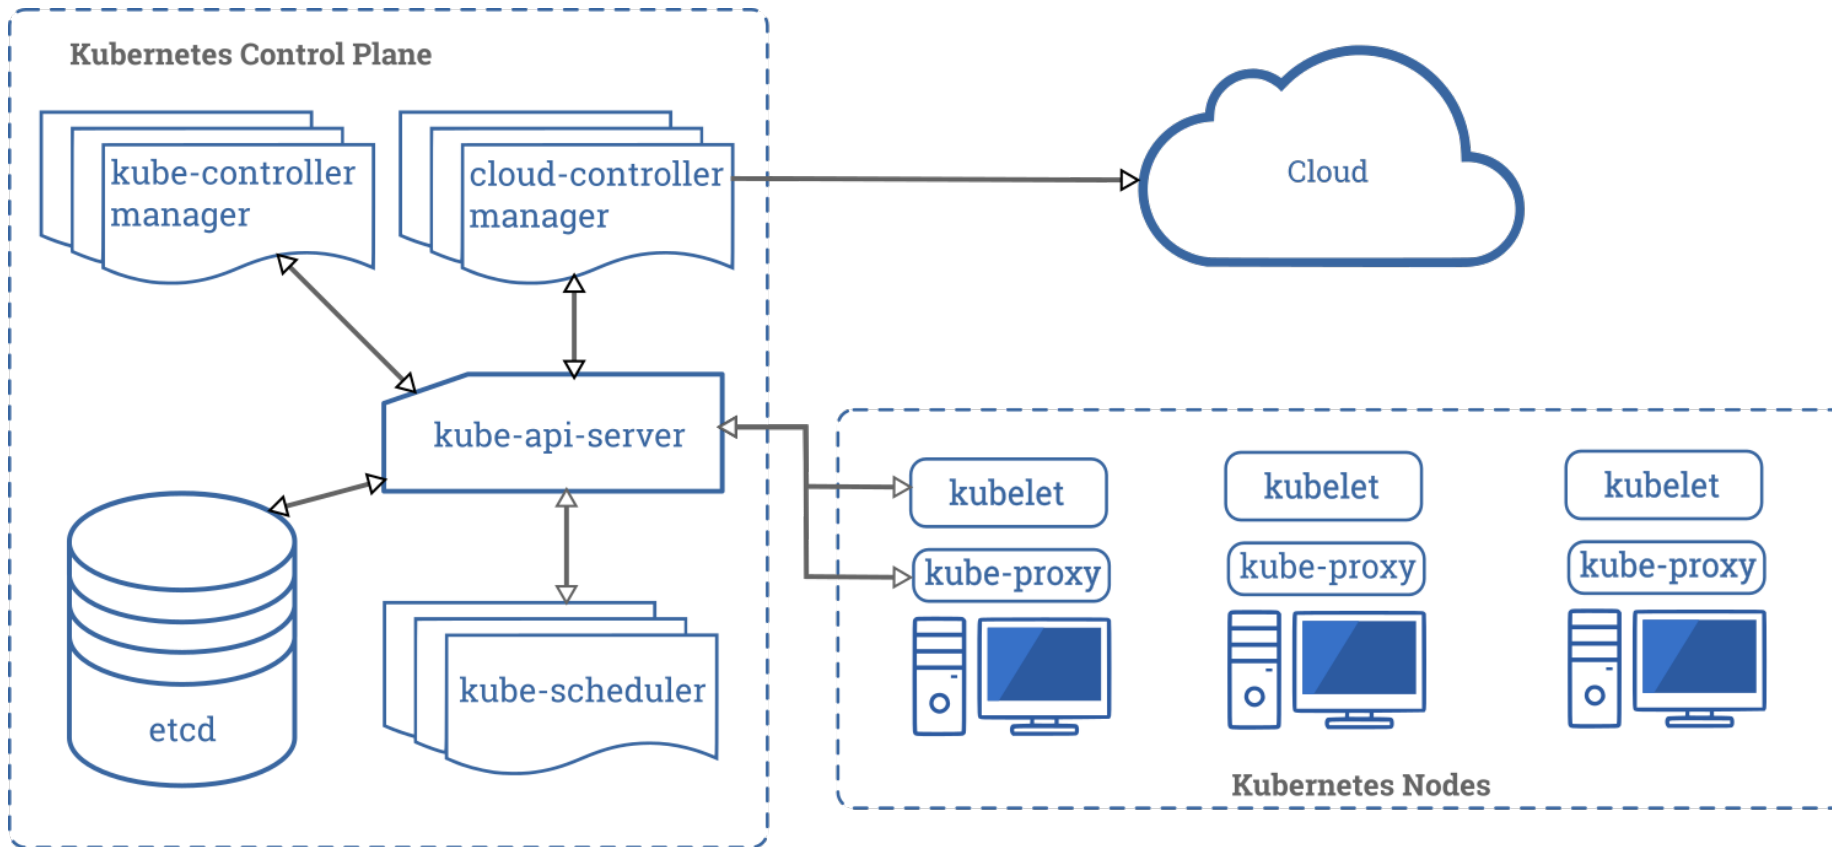 Kubernetes Control Plane
kube-controller
manager
cloud-controller
manager
Cloud
kube-api-server
kubelet
kubelet
kubelet
kube-proxy
kube-proxy
kube-proxy
kube-scheduler
etcd
Kubernetes Nodes